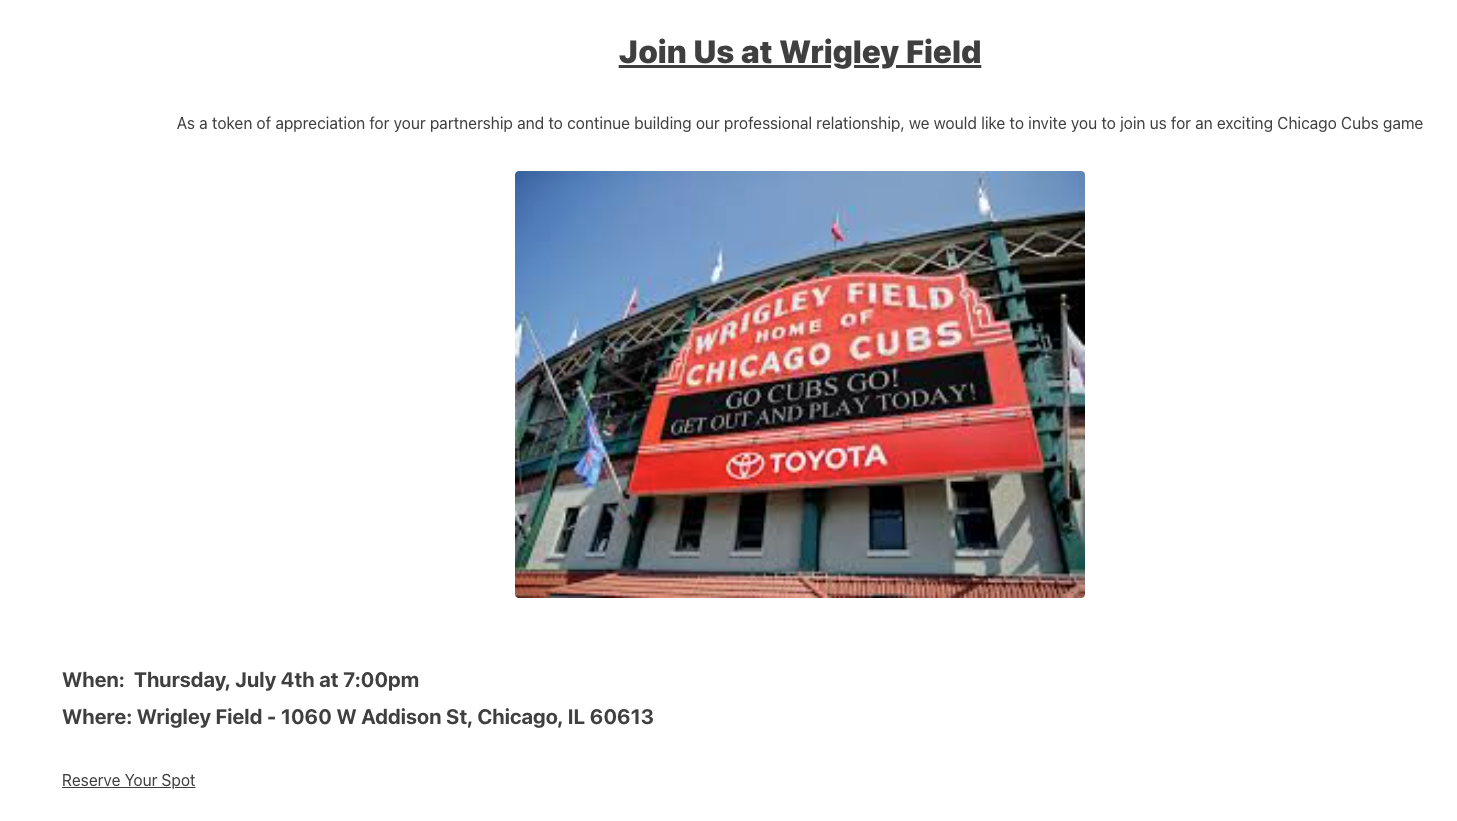 Join Us at Wrigley Field
As a token of appreciation for your partnership and to continue building our professional relationship, we would like to invite you to join us for an exciting Chicago Cubs game
WRIGLEY FIELD
HOME OF
CHICAGO CUBS
GO CUBS GO!
GET OUT AND PLAY TODAY!
TOYOTA
When:  Thursday, July 4th at 7:00pm
Where: Wrigley Field - 1060 W Addison St, Chicago, IL 60613
Reserve Your Spot